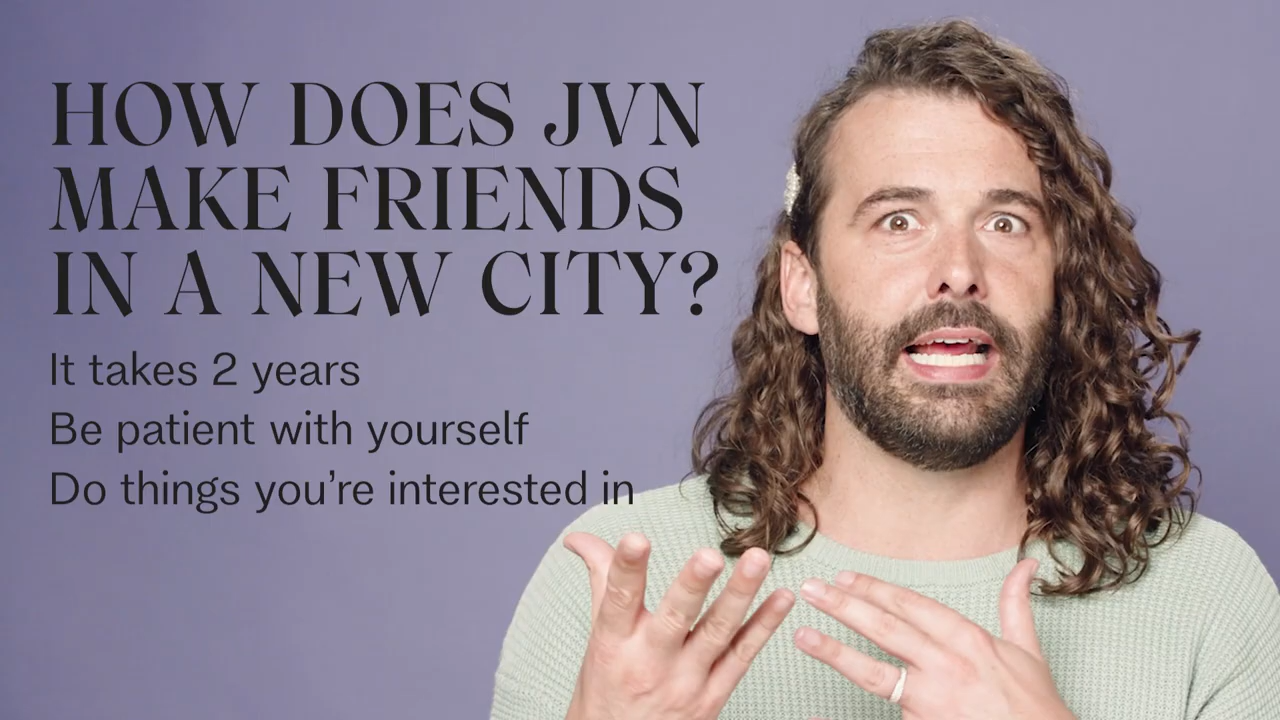 HOW DOES JVN
MAKE FRIENDS
IN A NEW CITY?
It takes 2 years
Be patient with yourself
Do things you’re interested in